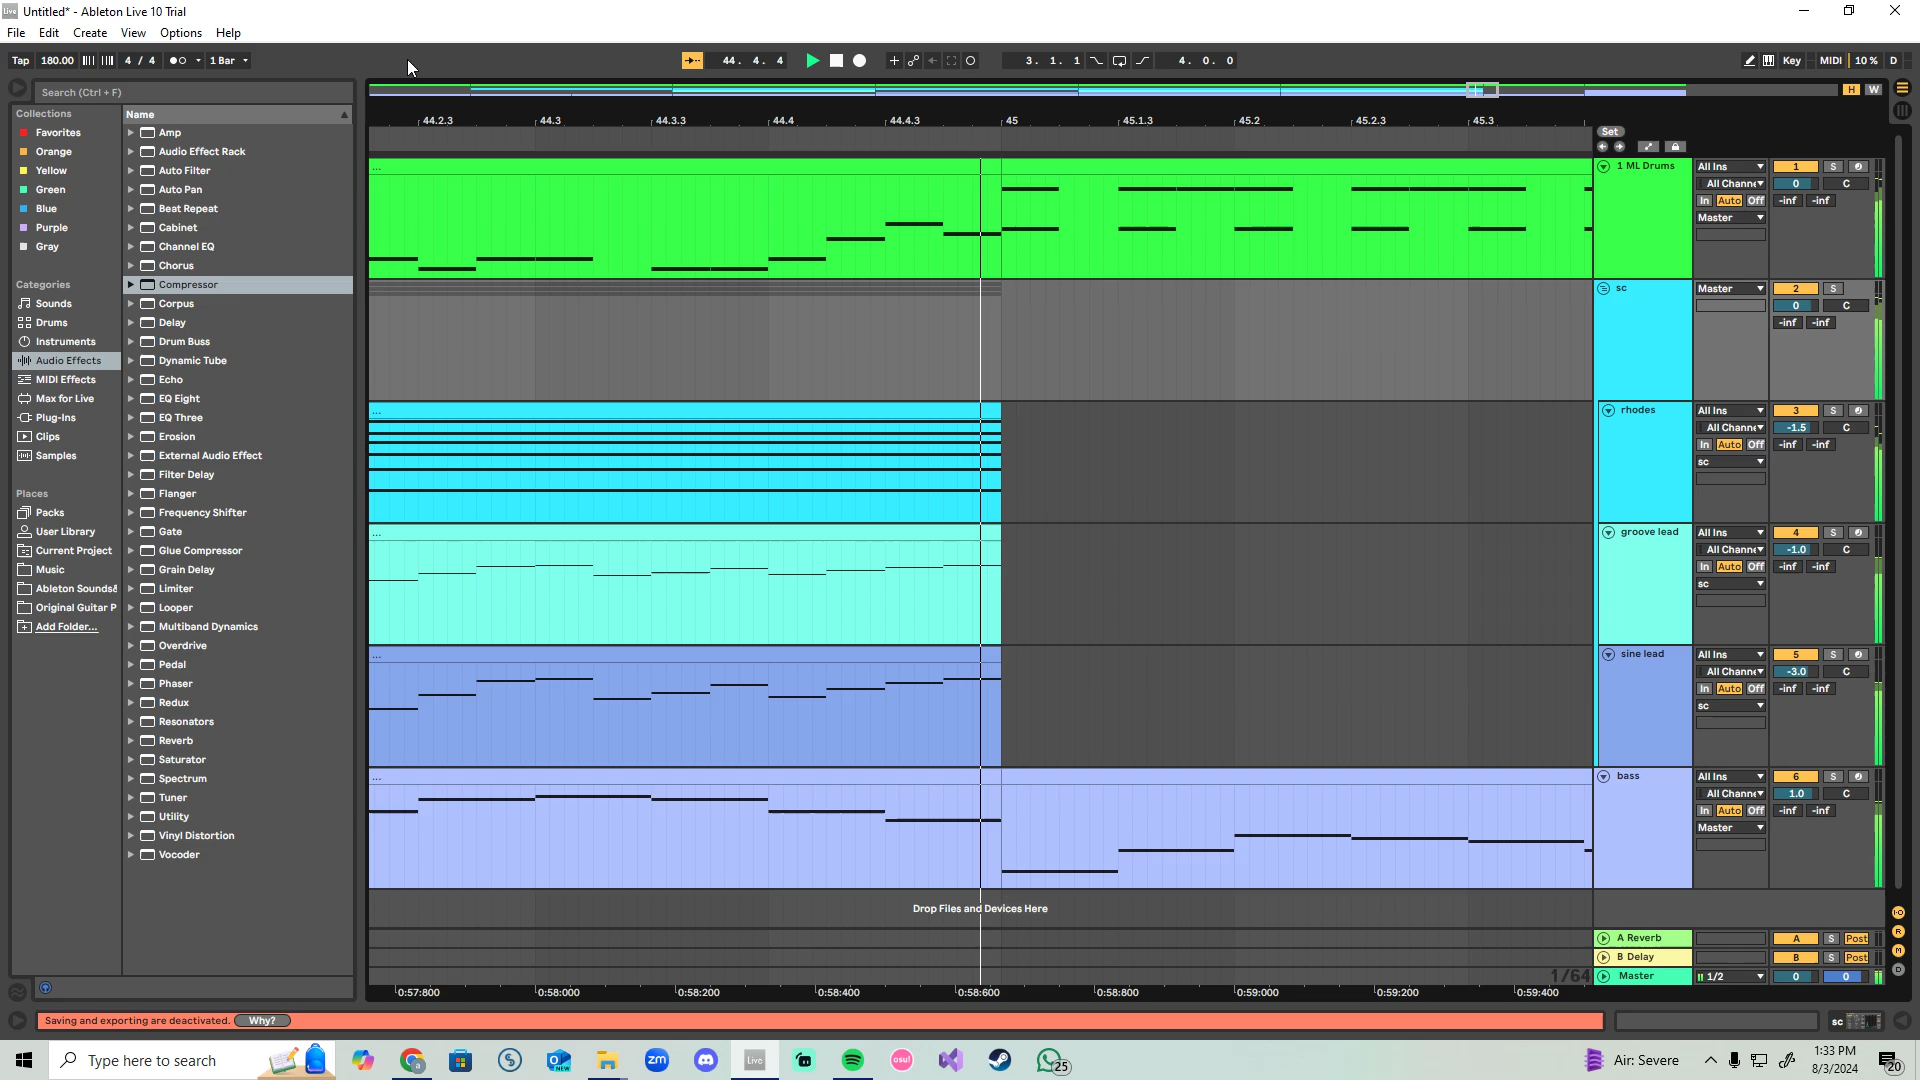 Untitled* - Ableton Live 10 Trial
File Edit Create View Options Help
Tap 180.00 4 / 4 1 Bar 44. 4. 4 3. 1. 1 4. 0. 0 Key MIDI 10 % D
Search (Ctrl + F)
H W
Collections
Favorites
Orange
Yellow
Green
Blue
Purple
Gray
Categories
Sounds
Drums
Instruments
Audio Effects
MIDI Effects
Max for Live
Plug-Ins
Clips
Samples
Places
Packs
User Library
Current Project
Music
Ableton Sounds&
Original Guitar P
Add Folder...
Name
Amp
Audio Effect Rack
Auto Filter
Auto Pan
Beat Repeat
Cabinet
Channel EQ
Chorus
Compressor
Corpus
Delay
Drum Buss
Dynamic Tube
Echo
EQ Eight
EQ Three
Erosion
External Audio Effect
Filter Delay
Flanger
Frequency Shifter
Gate
Glue Compressor
Grain Delay
Limiter
Looper
Multiband Dynamics
Overdrive
Pedal
Phaser
Redux
Resonators
Reverb
Saturator
Spectrum
Tuner
Utility
Vinyl Distortion
Vocoder
44.2.3 44.3 44.3.3 44.4 44.4.3 45 45.1.3 45.2 45.2.3 45.3
Set
... 1 ML Drums All Ins 1 S
All Channe 0 C
In Auto Off -inf -inf
Master
sc Master 2 S
0 C
-inf -inf
... rhodes All Ins 3 S
All Channe -1.5 C
In Auto Off -inf -inf
sc
... groove lead All Ins 4 S
All Channe -1.0 C
In Auto Off -inf -inf
sc
... sine lead All Ins 5 S
All Channe -3.0 C
In Auto Off -inf -inf
sc
... bass All Ins 6 S
All Channe 1.0 C
In Auto Off -inf -inf
Master
Drop Files and Devices Here
A Reverb A S Post
B Delay B S Post
1/64 Master 1/2 0 0
0:57:800 0:58:000 0:58:200 0:58:400 0:58:600 0:58:800 0:59:000 0:59:200 0:59:400
Saving and exporting are deactivated. Why? sc
Type here to search
NEW
zm
Live
osu!
25
Air: Severe
1:33 PM
8/3/2024
20